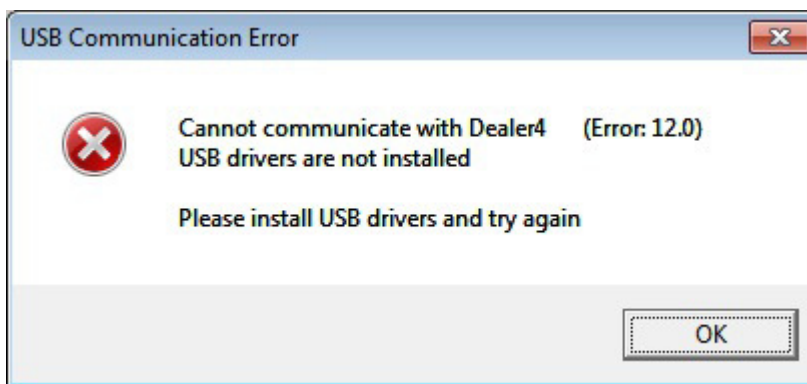 USB Communication Error
Cannot communicate with Dealer4 (Error: 12.0)
USB drivers are not installed
Please install USB drivers and try again
OK